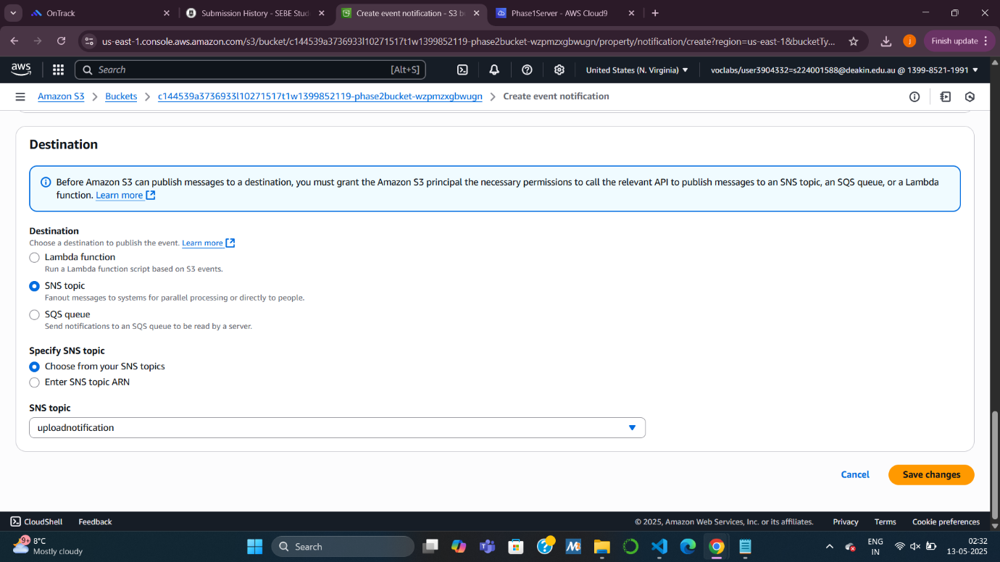 OnTrack
Submission History - SEBE Stud
Create event notification - S3 b
Phase1Server - AWS Cloud9
us-east-1.console.aws.amazon.com/s3/bucket/c144539a3736933l10271517t1w1399852119-phase2bucket-wzpmzxgbwugn/property/notification/create?region=us-east-1&bucketTy...
j
Finish update
aws
Search
[Alt+S]
United States (N. Virginia)
voclabs/user3904332=s224001588@deakin.edu.au @ 1399-8521-1991
Amazon S3
Buckets
c144539a3736933l10271517t1w1399852119-phase2bucket-wzpmzxgbwugn
Create event notification
Destination
Before Amazon S3 can publish messages to a destination, you must grant the Amazon S3 principal the necessary permissions to call the relevant API to publish messages to an SNS topic, an SQS queue, or a Lambda
function. Learn more
Destination
Choose a destination to publish the event. Learn more
Lambda function
Run a Lambda function script based on S3 events.
SNS topic
Fanout messages to systems for parallel processing or directly to people.
SQS queue
Send notifications to an SQS queue to be read by a server.
Specify SNS topic
Choose from your SNS topics
Enter SNS topic ARN
SNS topic
uploadnotification
Cancel
Save changes
CloudShell
Feedback
© 2025, Amazon Web Services, Inc. or its affiliates.
Privacy
Terms
Cookie preferences
9+
8°C
Mostly cloudy
Search
ENG
IN
02:32
13-05-2025